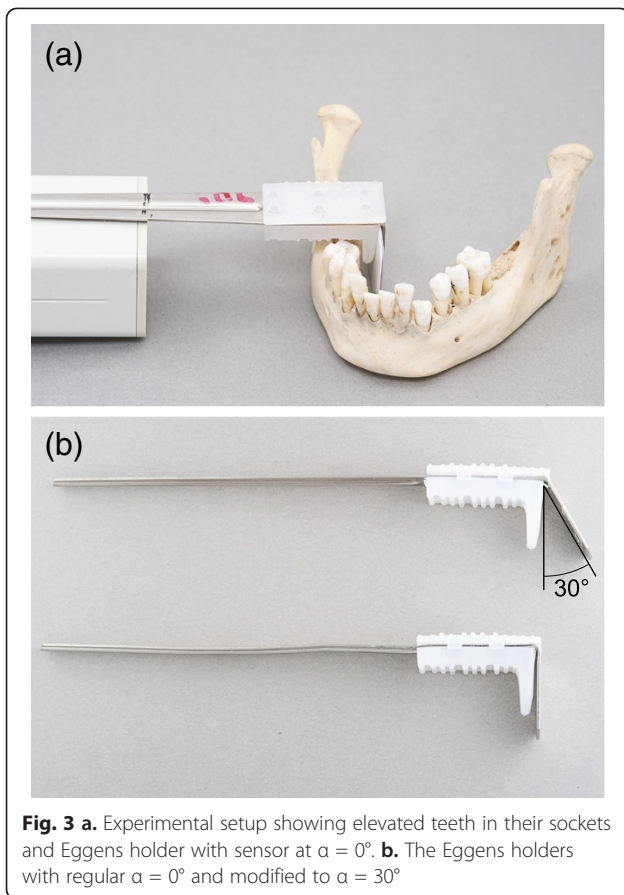 (a)
(b)
30°
Fig. 3 a. Experimental setup showing elevated teeth in their sockets
and Eggens holder with sensor at α = 0°. b. The Eggens holders
with regular α = 0° and modified to α = 30°